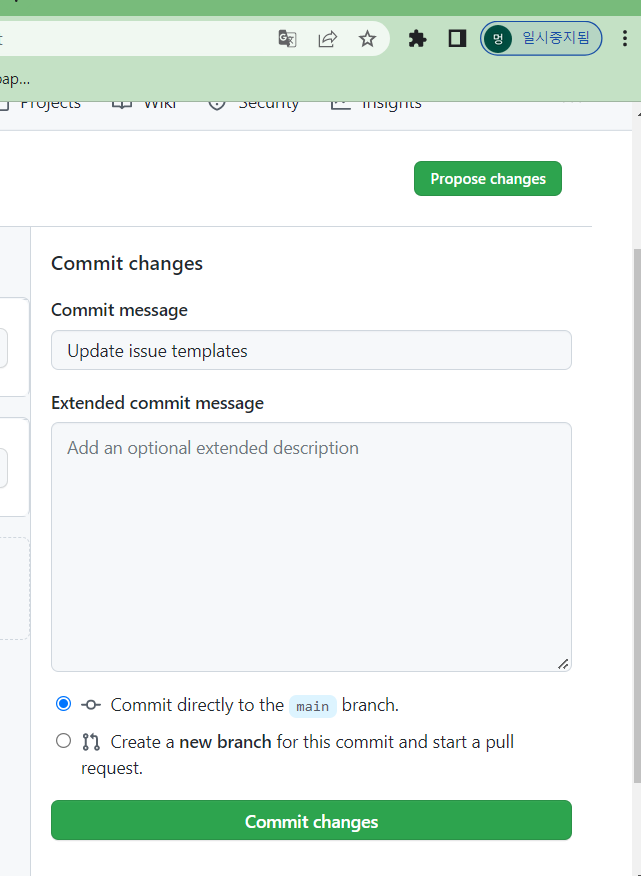 멍 일시중지됨
ap...
Projects Wiki Security Insights
Propose changes
Commit changes
Commit message
Update issue templates
Extended commit message
Add an optional extended description
Commit directly to the main branch.
Create a new branch for this commit and start a pull
request.
Commit changes